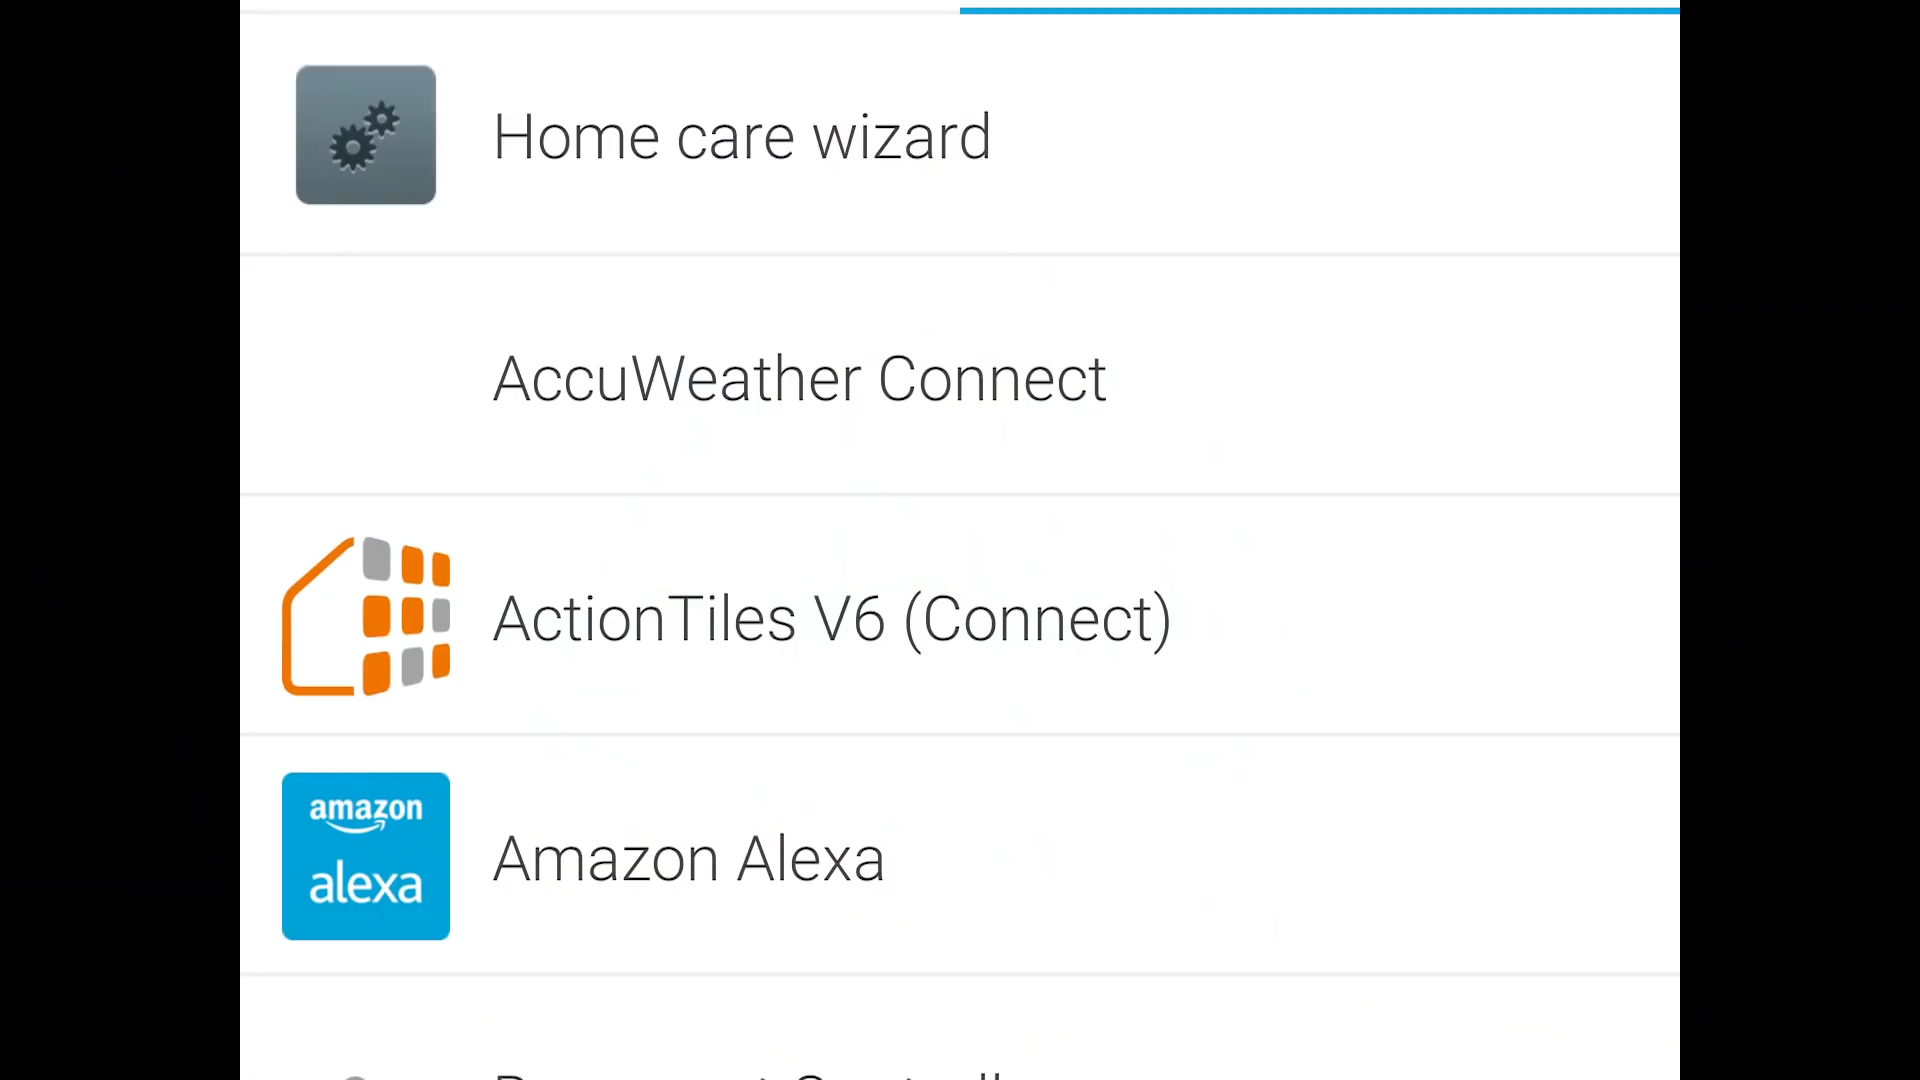 Home care wizard
AccuWeather Connect
ActionTiles V6 (Connect)
amazon
alexa
Amazon Alexa